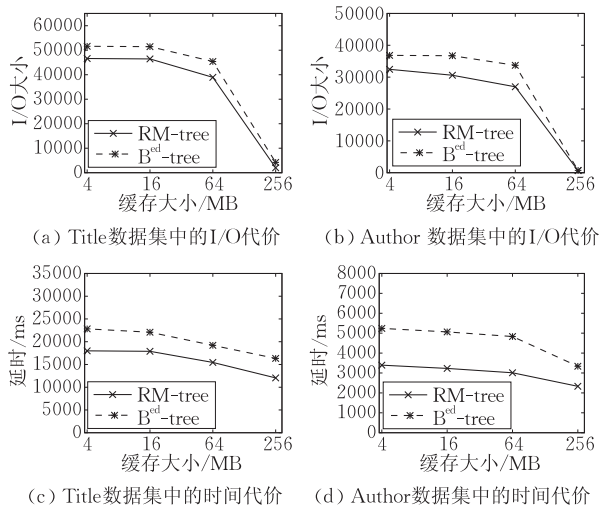 60000
50000
40000
30000
20000
10000
0
I/O大小
RM-tree
B^ed-tree
4 16 64 256
缓存大小/MB
(a) Title数据集中的I/O代价
50000
40000
30000
20000
10000
0
I/O大小
RM-tree
B^ed-tree
4 16 64 256
缓存大小/MB
(b) Author 数据集中的I/O代价
35000
30000
25000
20000
15000
10000
5000
0
延时/ms
RM-tree
B^ed-tree
4 16 64 256
缓存大小/MB
(c) Title数据集中的时间代价
8000
7000
6000
5000
4000
3000
2000
1000
0
延时/ms
RM-tree
B^ed-tree
4 16 64 256
缓存大小/MB
(d) Author数据集中的时间代价